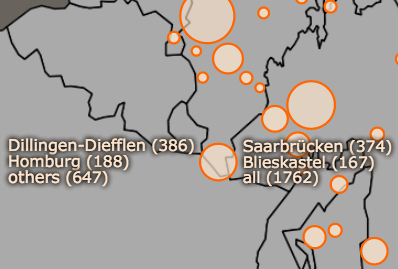 Dillingen-Diefflen (386)
Homburg (188)
others (647)
Saarbrücken (374)
Blieskastel (167)
all (1762)